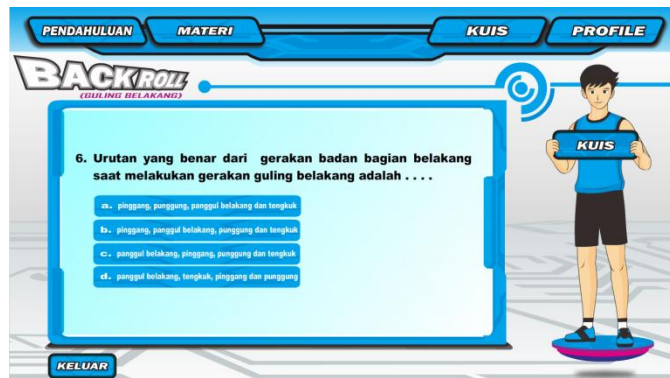 PENDAHULUAN MATERI KUIS PROFILE
BACK ROLL
(GULING BELAKANG)
KUIS
6. Urutan yang benar dari gerakan badan bagian belakang
saat melakukan gerakan guling belakang adalah . . . .
a. pinggang, punggung, panggul belakang dan tengkuk
b. pinggang, panggul belakang, punggung dan tengkuk
c. panggul belakang, pinggang, punggung dan tengkuk
d. panggul belakang, tengkuk, pinggang dan punggung
KELUAR